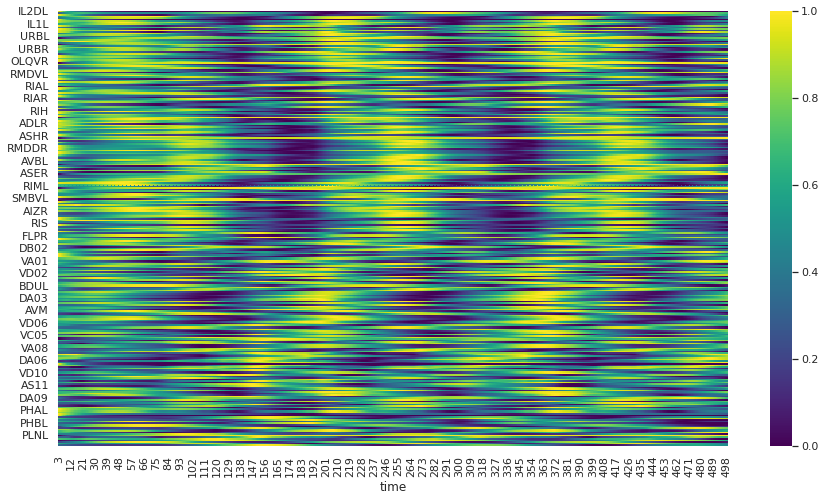 IL2DL
IL1L
URBL
URBR
OLQVR
RMDVL
RIAL
RIAR
RIH
ADLR
ASHR
RMDDR
AVBL
ASER
RIML
SMBVL
AIZR
RIS
FLPR
DB02
VA01
VD02
BDUL
DA03
AVM
VD06
VC05
VA08
DA06
VD10
AS11
DA09
PHAL
PHBL
PLNL
1.0
0.8
0.6
0.4
0.2
0.0
3 12 21 30 39 48 57 66 75 84 93 102 111 120 129 138 147 156 165 174 183 192 201 210 219 228 237 246 255 264 273 282 291 300 309 318 327 336 345 354 363 372 381 390 399 408 417 426 435 444 453 462 471 480 489 498
time